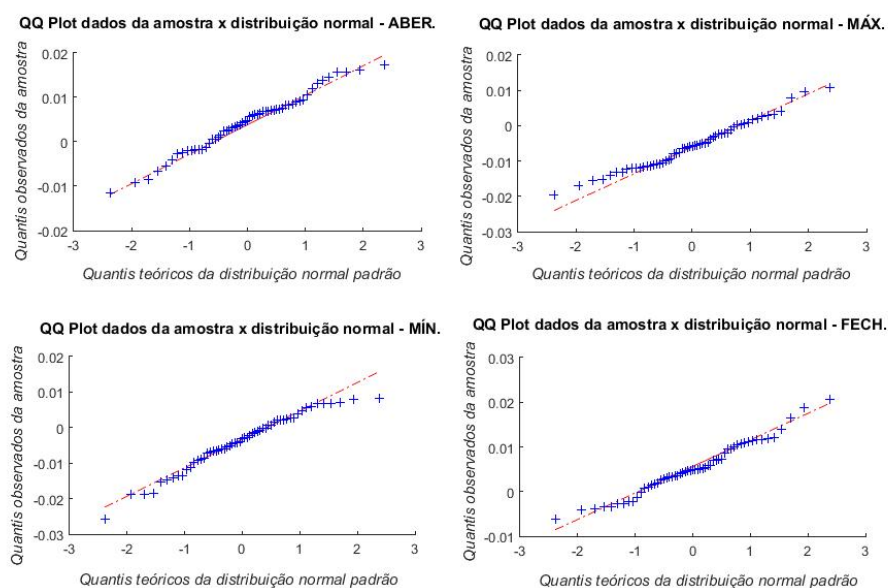 QQ Plot dados da amostra x distribuição normal - ABER.
Quantis observados da amostra
0.02
0.01
0
-0.01
-0.02
-3 -2 -1 0 1 2 3
Quantis teóricos da distribuição normal padrão
QQ Plot dados da amostra x distribuição normal - MÁX.
Quantis observados da amostra
0.02
0.01
0
-0.01
-0.02
-0.03
-3 -2 -1 0 1 2 3
Quantis teóricos da distribuição normal padrão
QQ Plot dados da amostra x distribuição normal - MÍN.
Quantis observados da amostra
0.02
0.01
0
-0.01
-0.02
-0.03
-3 -2 -1 0 1 2 3
Quantis teóricos da distribuição normal padrão
QQ Plot dados da amostra x distribuição normal - FECH.
Quantis observados da amostra
0.03
0.02
0.01
0
-0.01
-3 -2 -1 0 1 2 3
Quantis teóricos da distribuição normal padrão